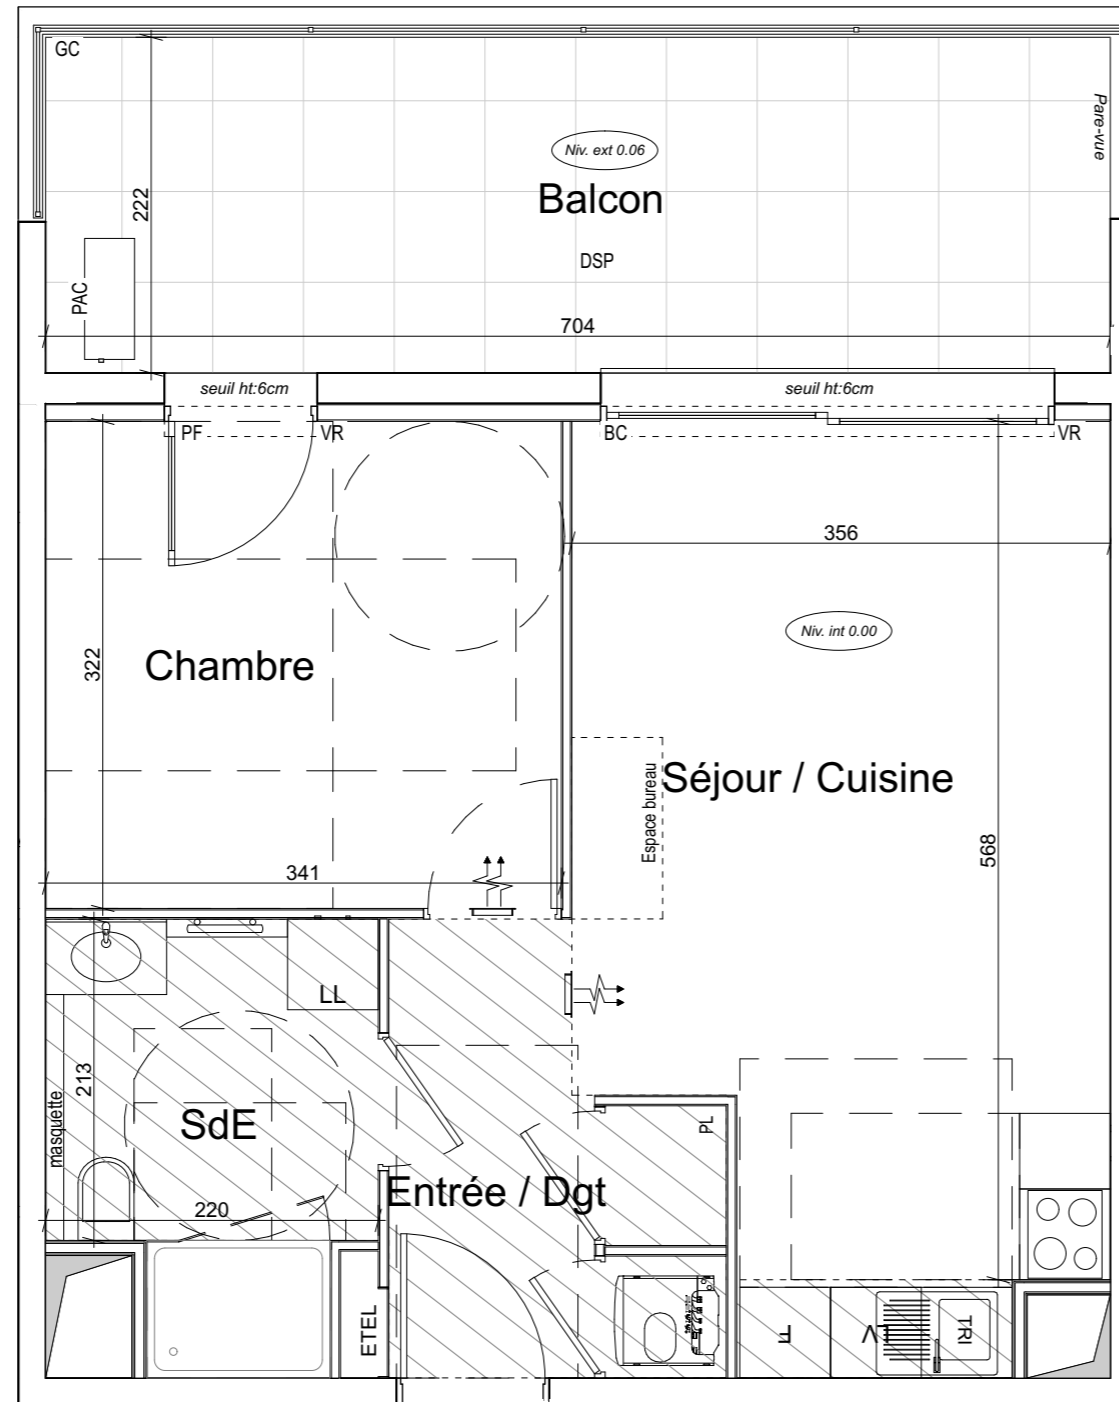 GC
Pare-vue
Niv. ext 0.06
Balcon
222
DSP
PAC
704
seuil ht:6cm
seuil ht:6cm
PF
VR
BC
VR
356
Niv. int 0.00
322
Chambre
Séjour / Cuisine
Espace bureau
568
341
LL
213
masquette
SdE
PL
Entrée / Dgt
220
ETEL
F
LV
TRI